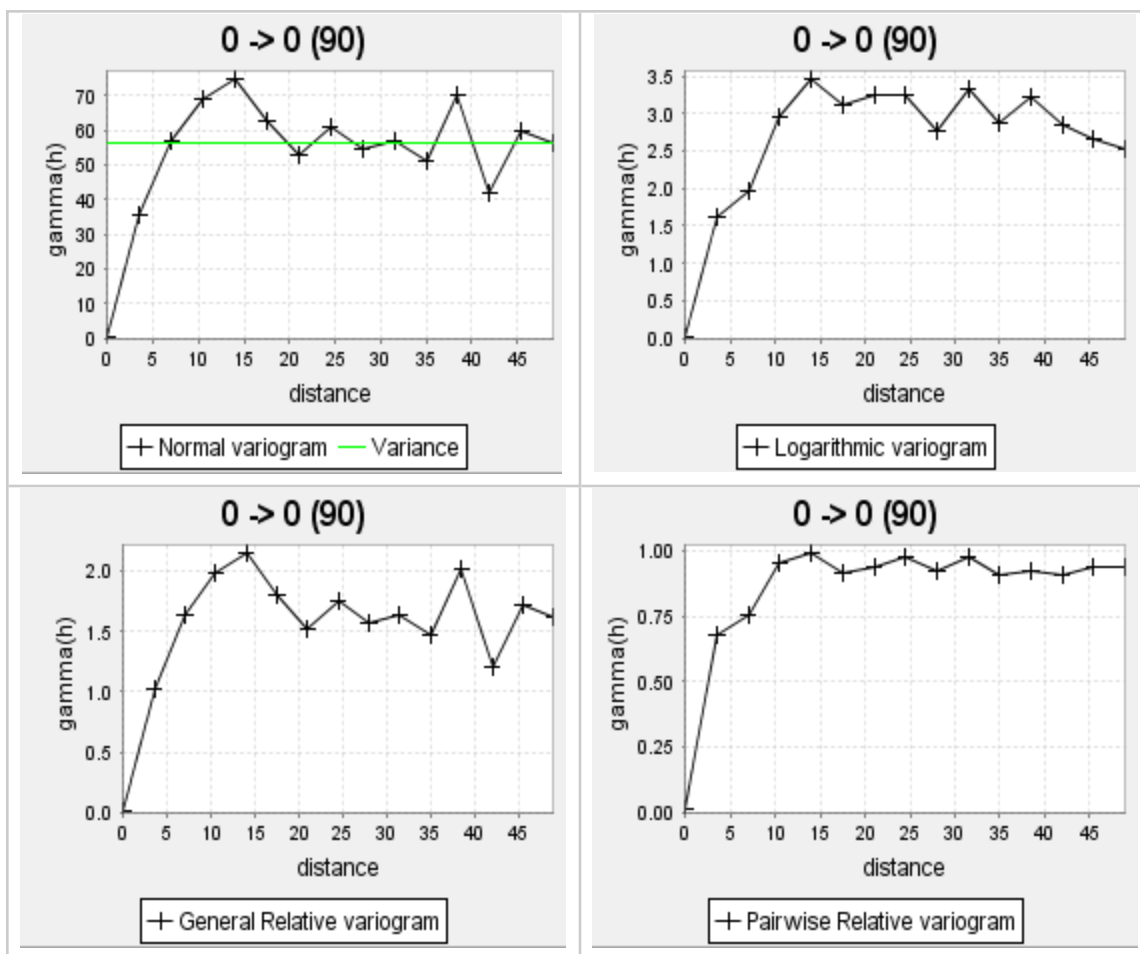 0 -> 0 (90)
70
60
50
40
30
20
10
0
gamma(h)
0 5 10 15 20 25 30 35 40 45
distance
Normal variogram Variance
0 -> 0 (90)
3.5
3.0
2.5
2.0
1.5
1.0
0.5
0.0
gamma(h)
0 5 10 15 20 25 30 35 40 45
distance
Logarithmic variogram
0 -> 0 (90)
2.0
1.5
1.0
0.5
0.0
gamma(h)
0 5 10 15 20 25 30 35 40 45
distance
General Relative variogram
0 -> 0 (90)
1.00
0.75
0.50
0.25
0.00
gamma(h)
0 5 10 15 20 25 30 35 40 45
distance
Pairwise Relative variogram